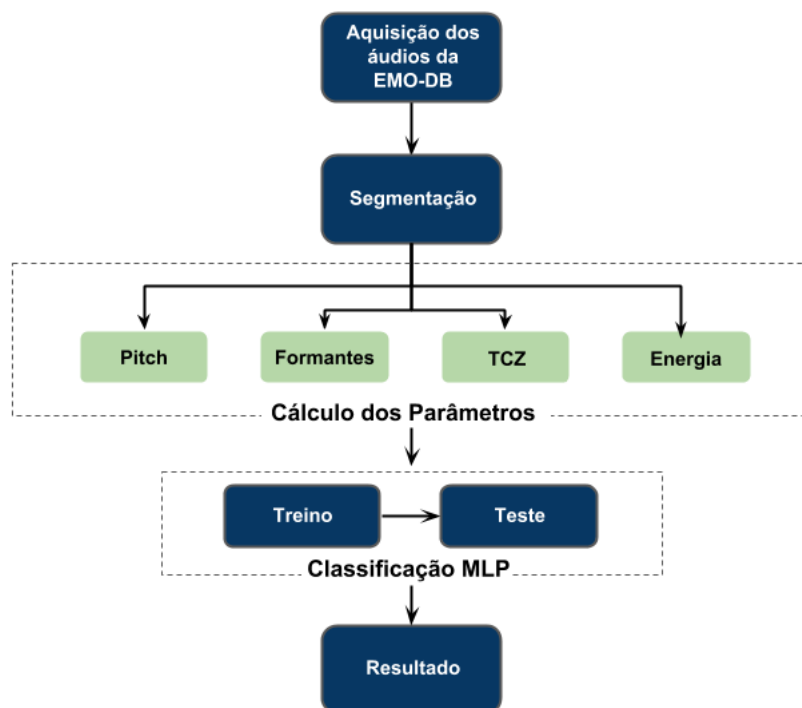 Aquisição dos
áudios da
EMO-DB
Segmentação
Pitch
Formantes
TCZ
Energia
Cálculo dos Parâmetros
Treino
Teste
Classificação MLP
Resultado